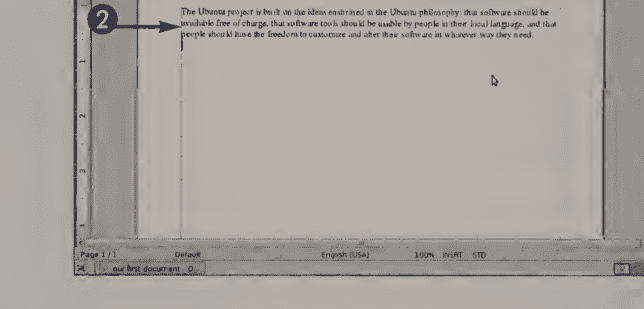 2
The Ubuntu project is built on the ideas enshrined in the Ubuntu philosophy: that software should be
available free of charge, that software tools should be usable by people in their local language, and that
people should have the freedom to customize and alter their software in whatever way they need.
1
2
3
Page 1 / 1 Default English (USA) 100% INSRT STD
our first document - O